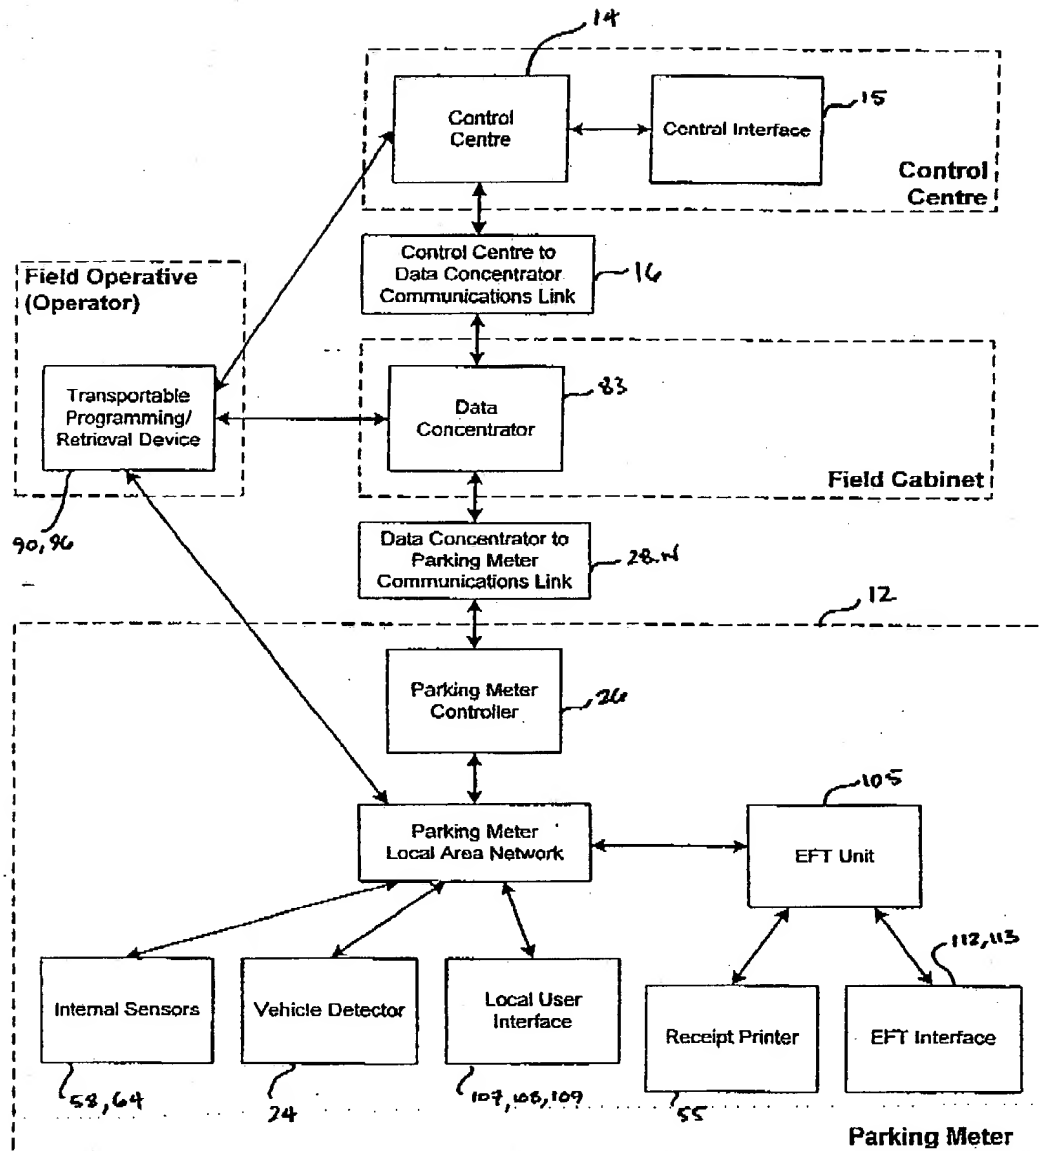 14
Control
Centre
Control Interface
15
Control
Centre
Control Centre to
Data Concentrator
Communications Link
16
Field Operative
(Operator)
Transportable
Programming/
Retrieval Device
90,96
Data
Concentrator
83
Field Cabinet
Data Concentrator to
Parking Meter
Communications Link
28.N
12
Parking Meter
Controller
26
Parking Meter
Local Area Network
105
EFT Unit
Internal Sensors
58,64
Vehicle Detector
24
Local User
Interface
107,108,109
Receipt Printer
55
112,113
EFT Interface
Parking Meter